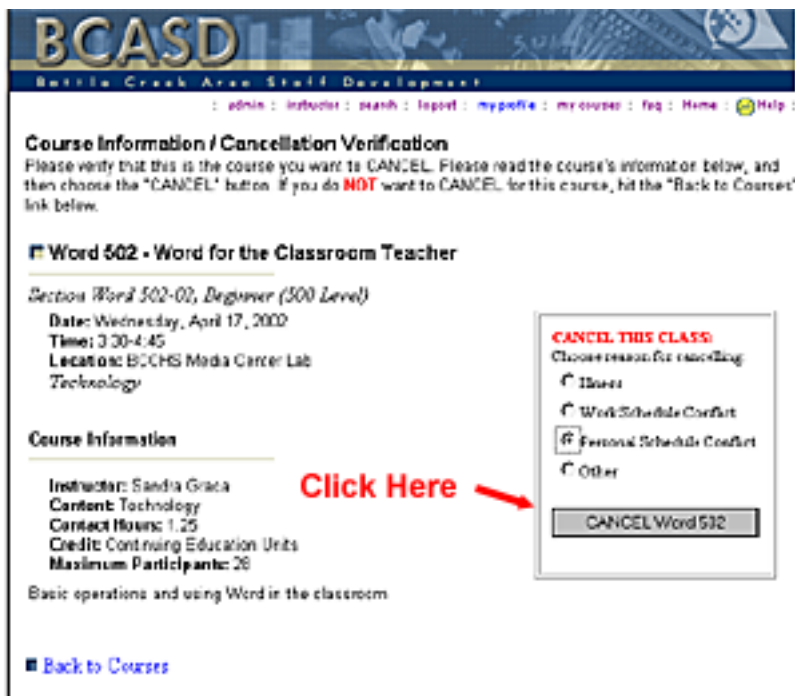 BCASD
Battle Creek Area Staff Development
: admin : instructor : search : logout : my profile : my courses : faq : Home : Help :
Course Information / Cancellation Verification
Please verify that this is the course you want to CANCEL. Please read the course's information below, and
then choose the "CANCEL" button. If you do NOT want to CANCEL for this course, hit the "Back to Courses"
link below.
Word 502 - Word for the Classroom Teacher
Section Word 502-02, Beginner (500 Level)
Date: Wednesday, April 17, 2002
Time: 3:30-4:45
Location: BCCHS Media Center Lab
Technology
CANCEL THIS CLASS:
Choose reason for cancelling:
Illness
Work Schedule Conflict
Personal Schedule Conflict
Other
CANCEL Word 502
Click Here
Course Information
Instructor: Sandra Graca
Content: Technology
Contact Hours: 1.25
Credit: Continuing Education Units
Maximum Participants: 28
Basic operations and using Word in the classroom
Back to Courses